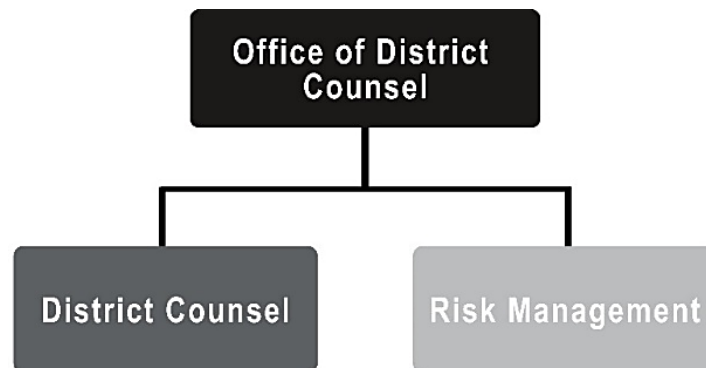 Office of District
Counsel
District Counsel
Risk Management